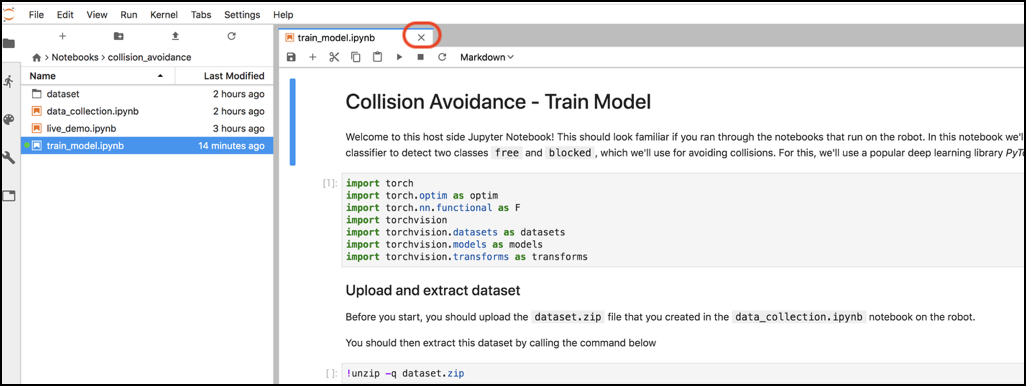 File Edit View Run Kernel Tabs Settings Help
Notebooks > collision_avoidance
Name Last Modified
dataset 2 hours ago
data_collection.ipynb 2 hours ago
live_demo.ipynb 3 hours ago
train_model.ipynb 14 minutes ago
train_model.ipynb
Markdown
Collision Avoidance - Train Model
Welcome to this host side Jupyter Notebook! This should look familiar if you ran through the notebooks that run on the robot. In this notebook we'l
classifier to detect two classes free and blocked , which we'll use for avoiding collisions. For this, we'll use a popular deep learning library PyTo
[1]: import torch
import torch.optim as optim
import torch.nn.functional as F
import torchvision
import torchvision.datasets as datasets
import torchvision.models as models
import torchvision.transforms as transforms
Upload and extract dataset
Before you start, you should upload the dataset.zip file that you created in the data_collection.ipynb notebook on the robot.
You should then extract this dataset by calling the command below
[ ]: !unzip -q dataset.zip